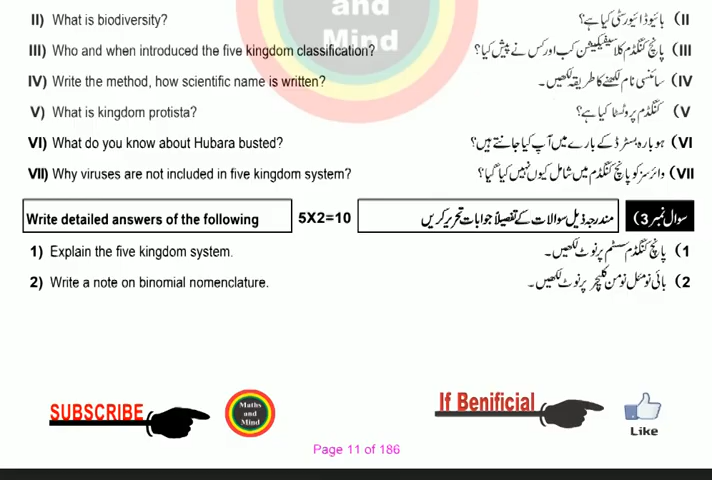 and
Mind
II) What is biodiversity? بائیوڈائیورسٹی کیا ہے؟ (II
III) Who and when introduced the five kingdom classification? پانچ کنگڈم کلاسیفیکیشن کب اور کس نے پیش کیا؟ (III
IV) Write the method, how scientific name is written? سائنسی نام لکھنے کا طریقہ لکھیں۔ (IV
V) What is kingdom protista? کنگڈم پروٹسٹا کیا ہے؟ (V
VI) What do you know about Hubara busted? ہوبارہ بسٹرڈ کے بارے میں آپ کیا جانتے ہیں؟ (VI
VII) Why viruses are not included in five kingdom system? وائرسز کو پانچ کنگڈم میں شامل کیوں نہیں کیا گیا؟ (VII
Write detailed answers of the following 5X2=10 مندرجہ ذیل سوالات کے تفصیلاً جوابات تحریر کریں سوال نمبر 3)
1) Explain the five kingdom system. پانچ کنگڈم سسٹم پر نوٹ لکھیں۔ (1
2) Write a note on binomial nomenclature. بائی نومئل نومن کلیچر پر نوٹ لکھیں۔ (2
SUBSCRIBE
Maths
and
Mind
If Benificial
Like
Page 11 of 186